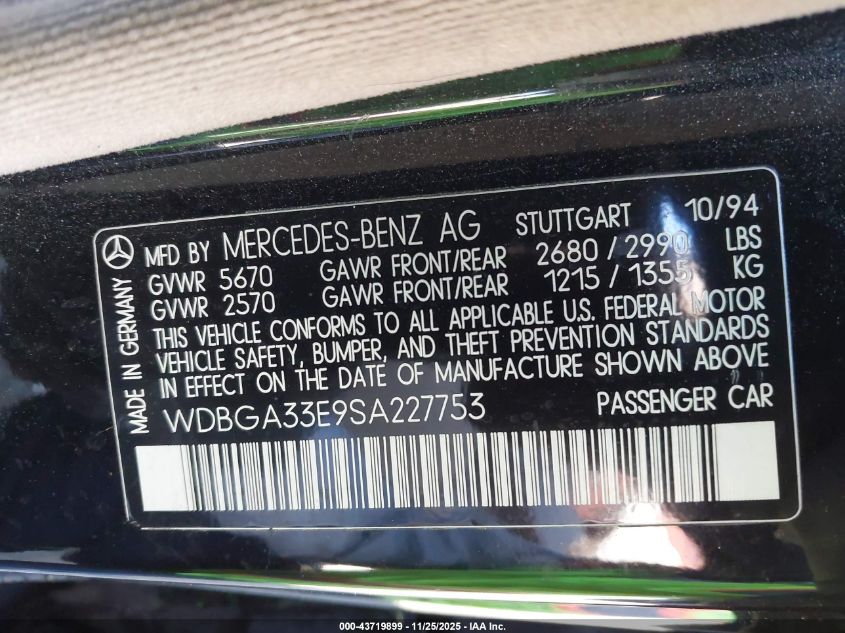 MFD BY MERCEDES-BENZ AG STUTTGART 10/94
GVWR 5670 GAWR FRONT/REAR 2680 / 2990 LBS
GVWR 2570 GAWR FRONT/REAR 1215 / 1355 KG
THIS VEHICLE CONFORMS TO ALL APPLICABLE U.S. FEDERAL MOTOR
VEHICLE SAFETY, BUMPER, AND THEFT PREVENTION STANDARDS
IN EFFECT ON THE DATE OF MANUFACTURE SHOWN ABOVE
WDBGA33E9SA227753 PASSENGER CAR
MADE IN GERMANY
000-43719899 - 11/25/2025 - IAA Inc.